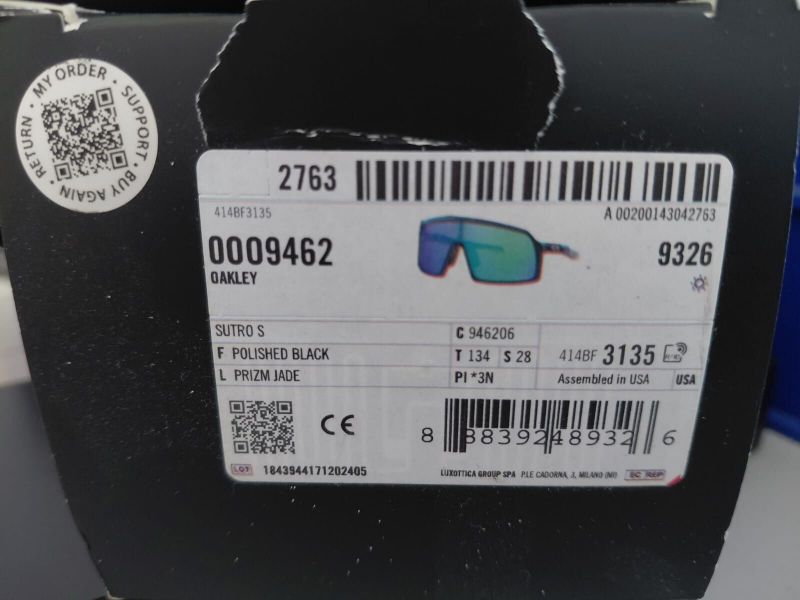 MY ORDER · SUPPORT · BUY AGAIN · RETURN ·
2763
414BF3135
A 00200143042763
0009462
9326
OAKLEY
SUTRO S
C 946206
F POLISHED BLACK
T 134 S 28
414BF 3135
L PRIZM JADE
PI *3N
Assembled in USA
USA
CE
8 883924 89326
LOT 1843944171202405
LUXOTTICA GROUP SPA P.LE CADORNA, 3, MILANO (MI)
EC REP